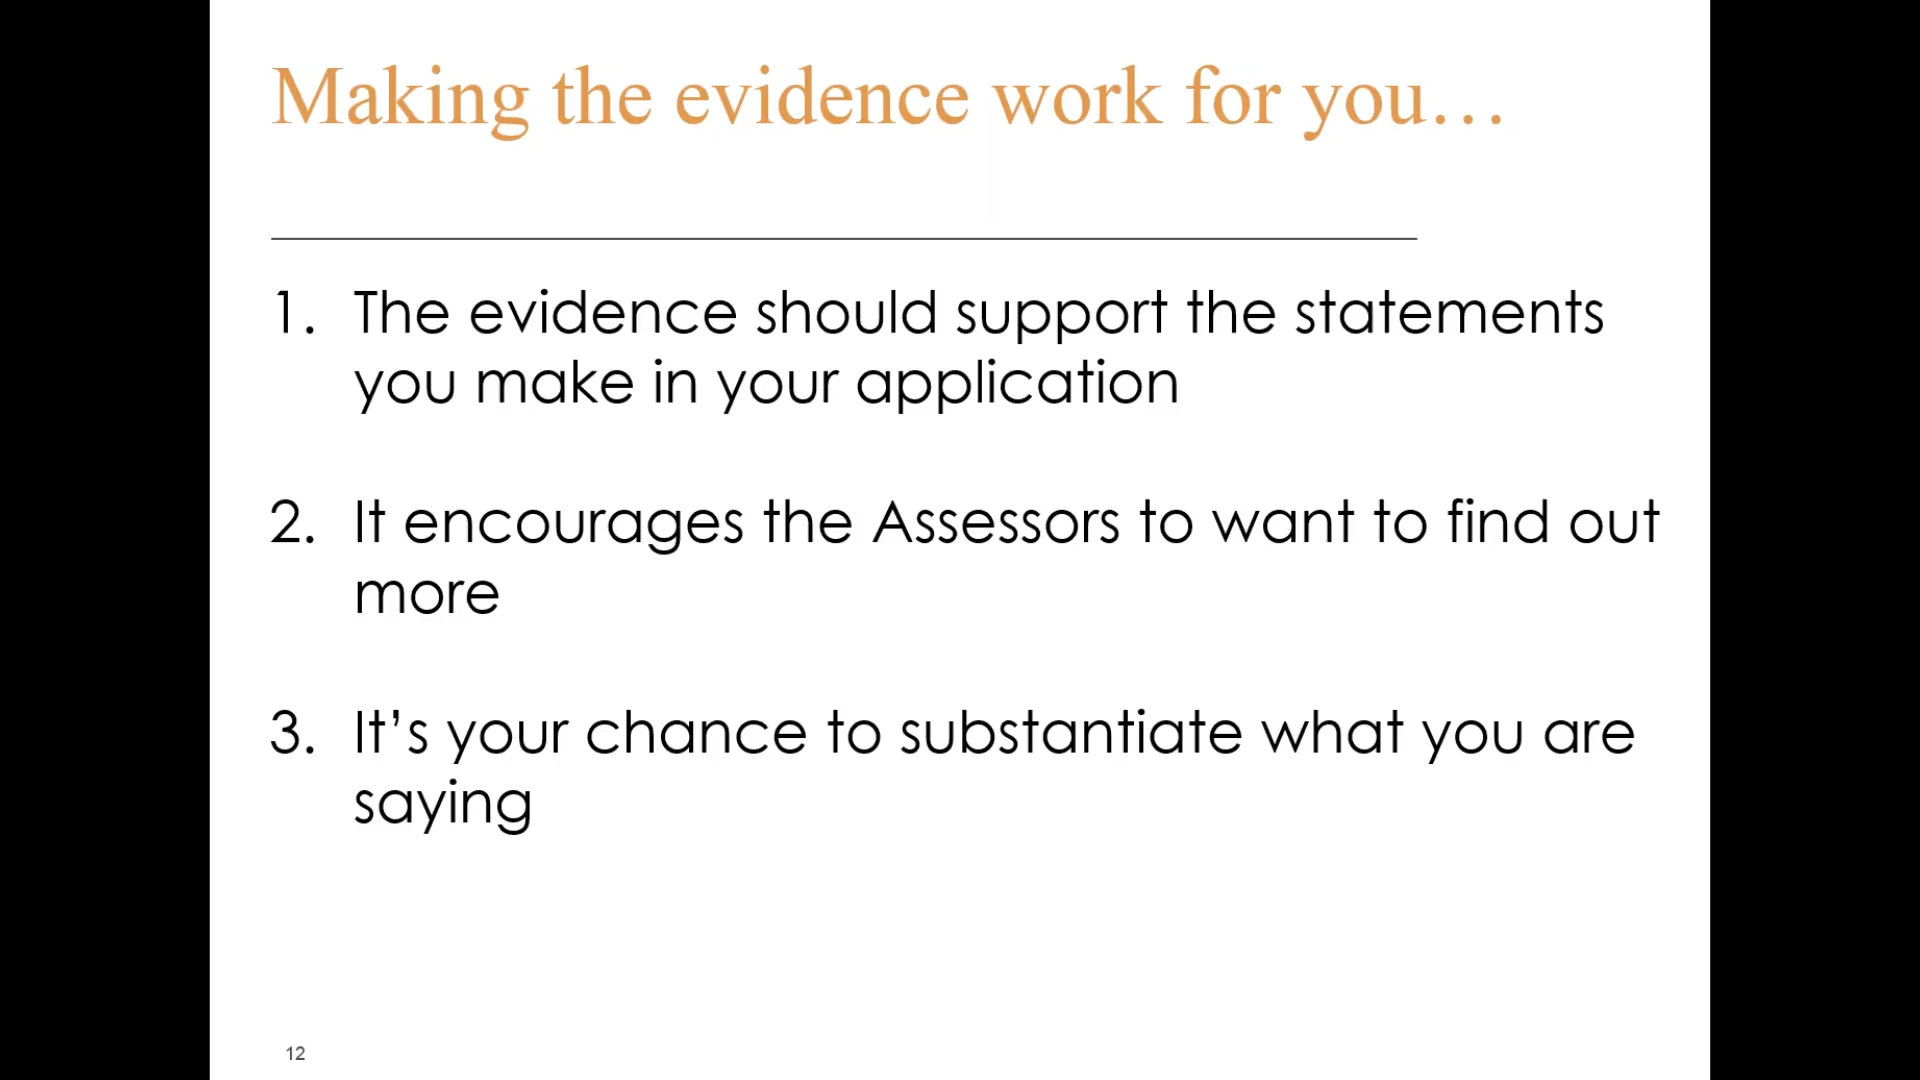 Making the evidence work for you…
1. The evidence should support the statements
you make in your application
2. It encourages the Assessors to want to find out
more
3. It’s your chance to substantiate what you are
saying
12